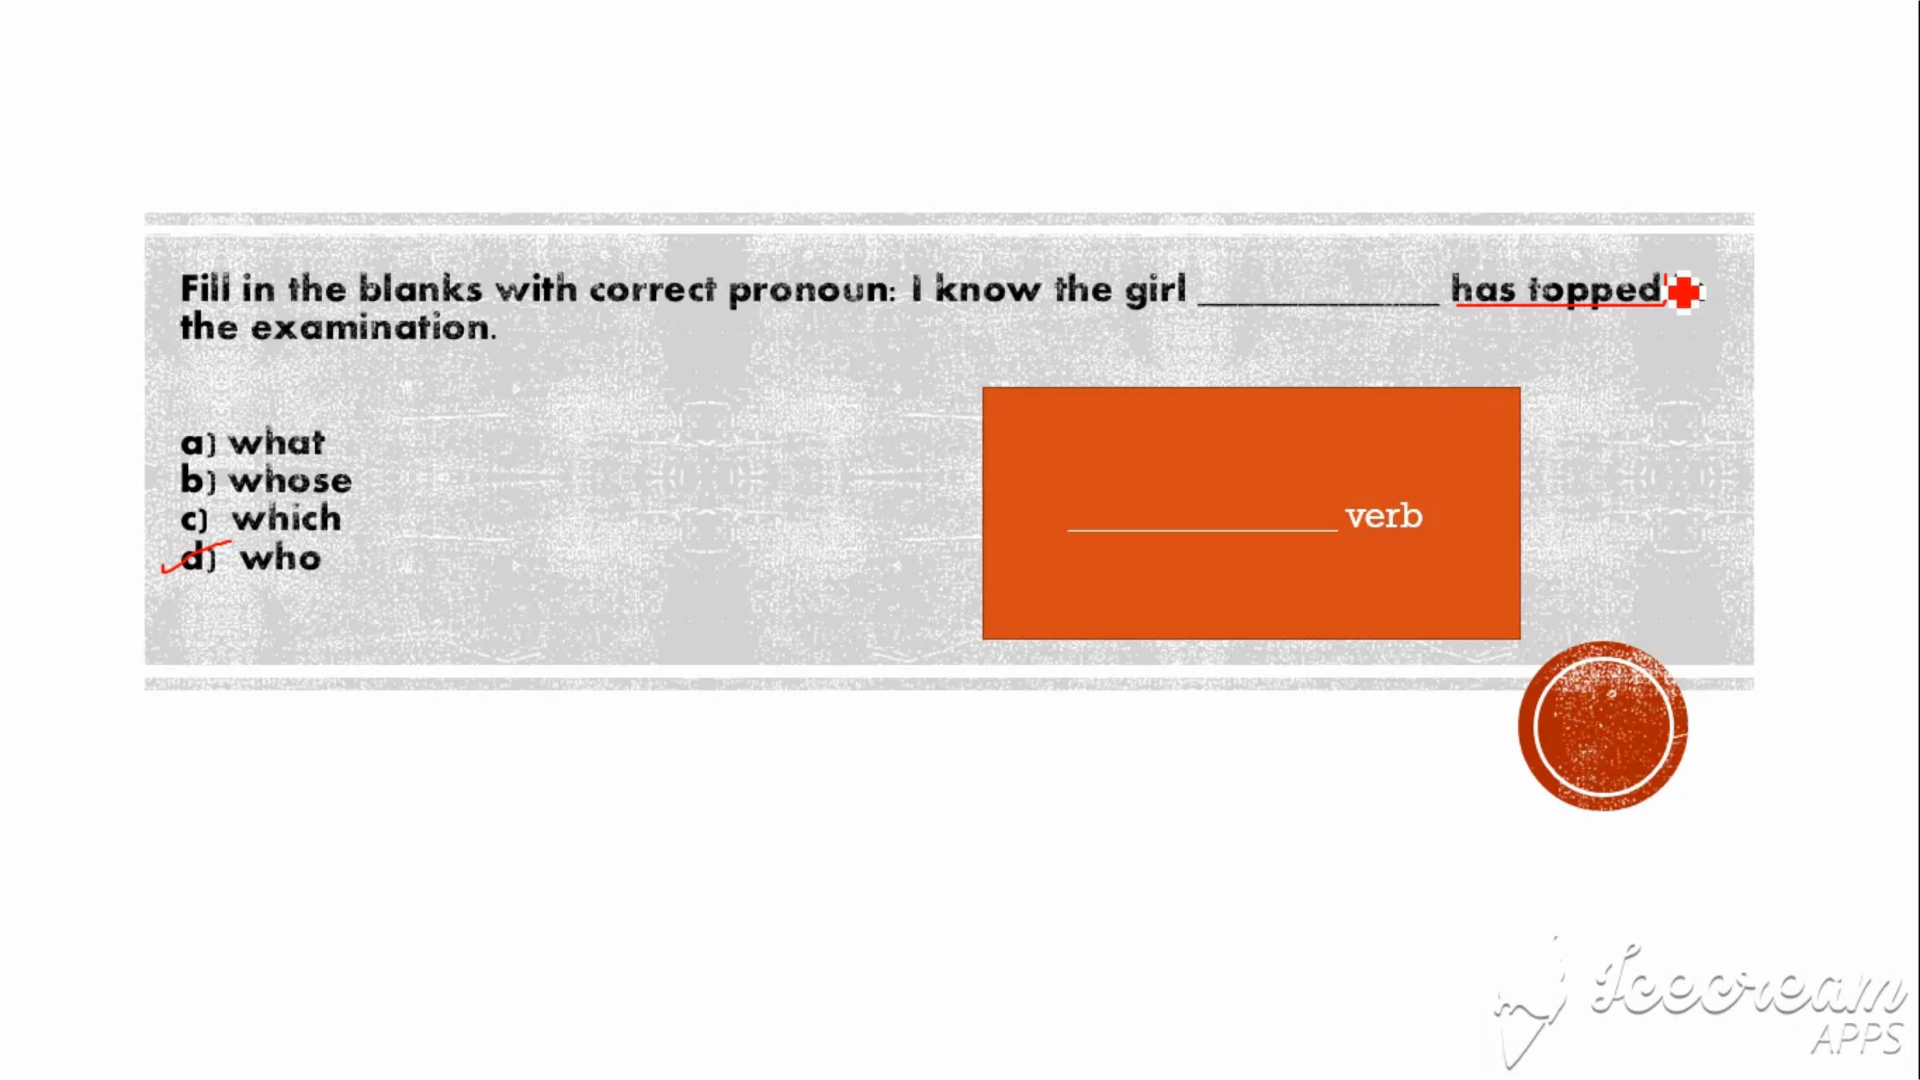 Fill in the blanks with correct pronoun: I know the girl ____________ has topped
the examination.
a) what
b) whose
c) which
d) who
______________ verb
Icecream
APPS